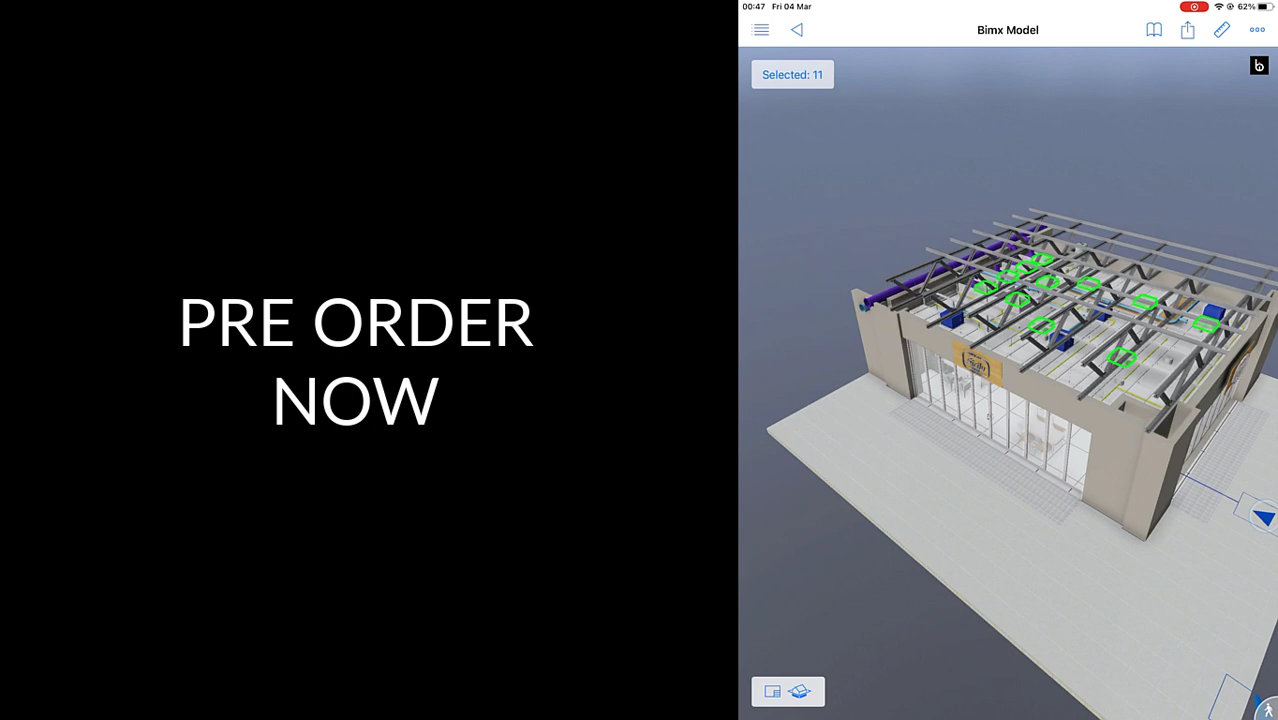 PRE ORDER
NOW
00:47 Fri 04 Mar
62%
Bimx Model
Selected: 11